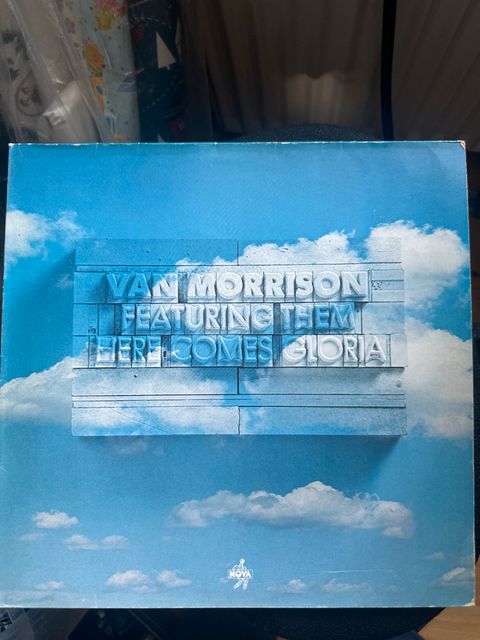 VAN MORRISON
FEATURING THEM
HERE COMES GLORIA
NOVA